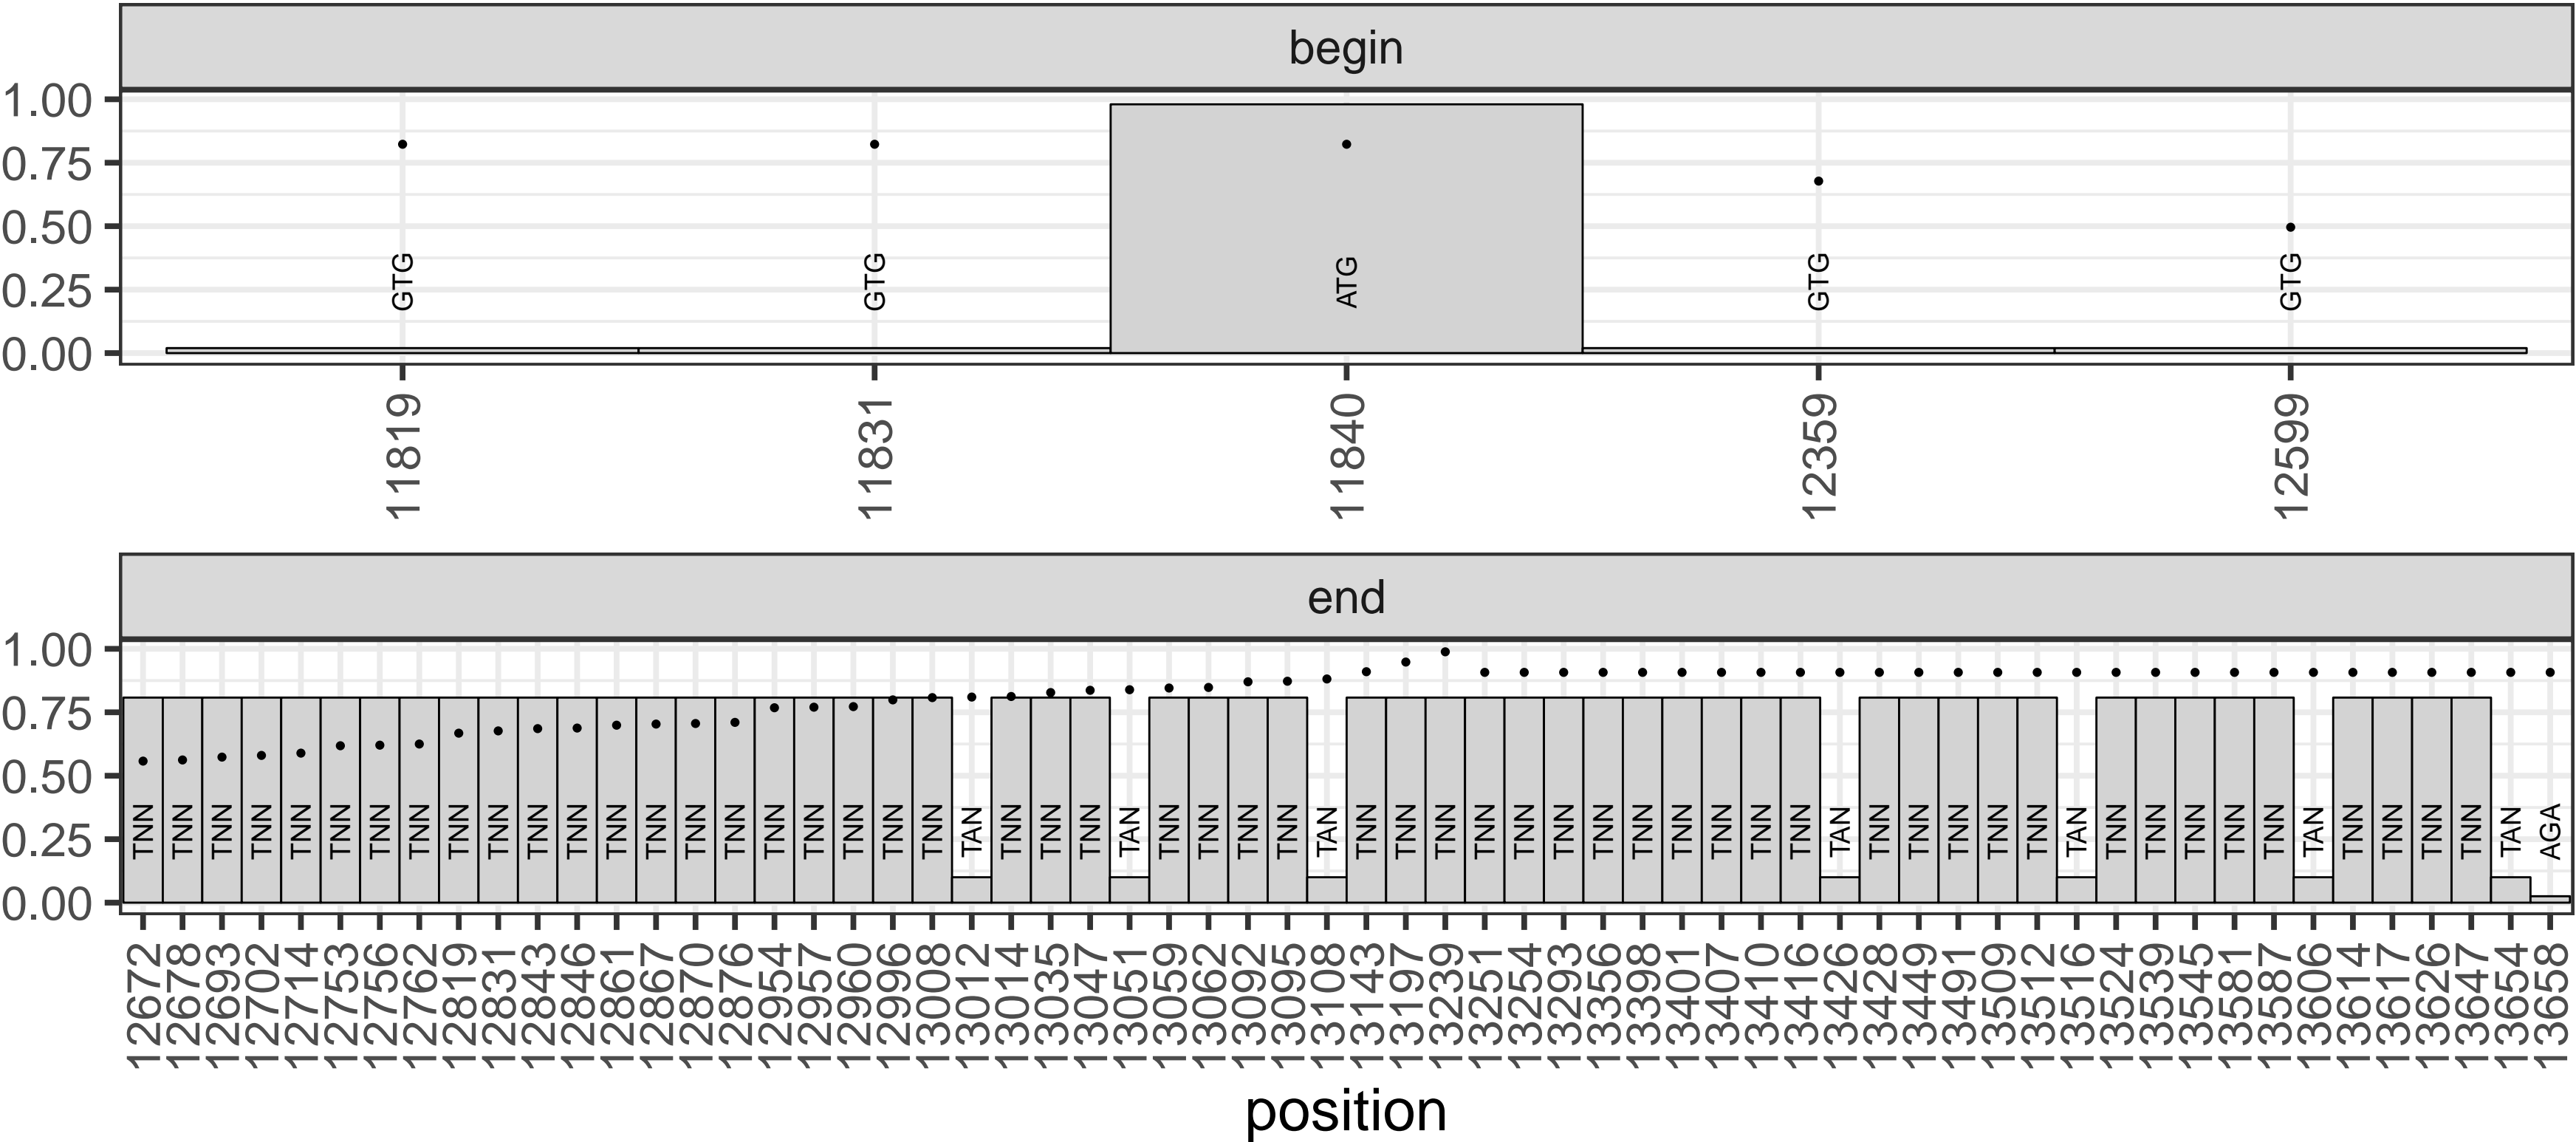 begin
1.00
0.75
0.50
0.25
0.00
GTG GTG ATG GTG GTG
11819 11831 11840 12359 12599
end
1.00
0.75
0.50
0.25
0.00
TNN TNN TNN TNN TNN TNN TNN TNN TNN TNN TNN TNN TNN TNN TNN TNN TNN TNN TNN TNN TNN TAN TNN TNN TNN TAN TNN TNN TNN TNN TAN TNN TNN TNN TNN TNN TNN TNN TNN TNN TNN TNN TNN TAN TNN TNN TNN TNN TNN TAN TNN TNN TNN TNN TNN TAN TNN TNN TNN TNN TAN AGA
12672 12678 12693 12702 12714 12753 12756 12762 12819 12831 12843 12846 12861 12867 12870 12876 12954 12957 12960 12996 13008 13012 13014 13035 13047 13051 13059 13062 13092 13095 13108 13143 13197 13239 13251 13254 13293 13356 13398 13401 13407 13410 13416 13426 13428 13449 13491 13509 13512 13516 13524 13539 13545 13581 13587 13606 13614 13617 13626 13647 13654 13658
position